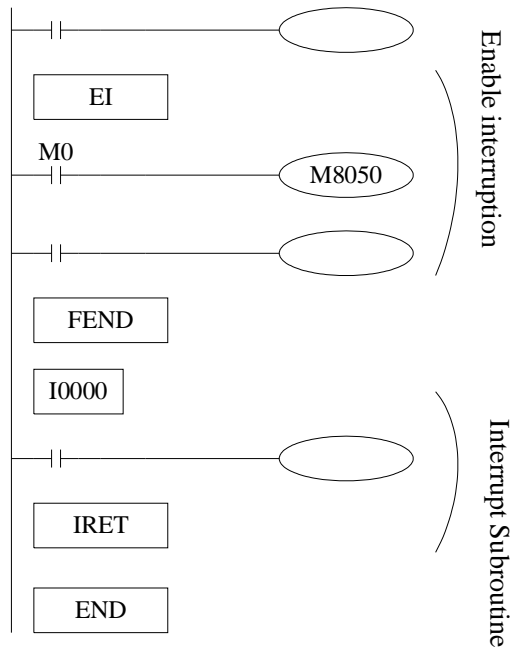 EI
M0
M8050
FEND
I0000
IRET
END
Enable interruption
Interrupt Subroutine